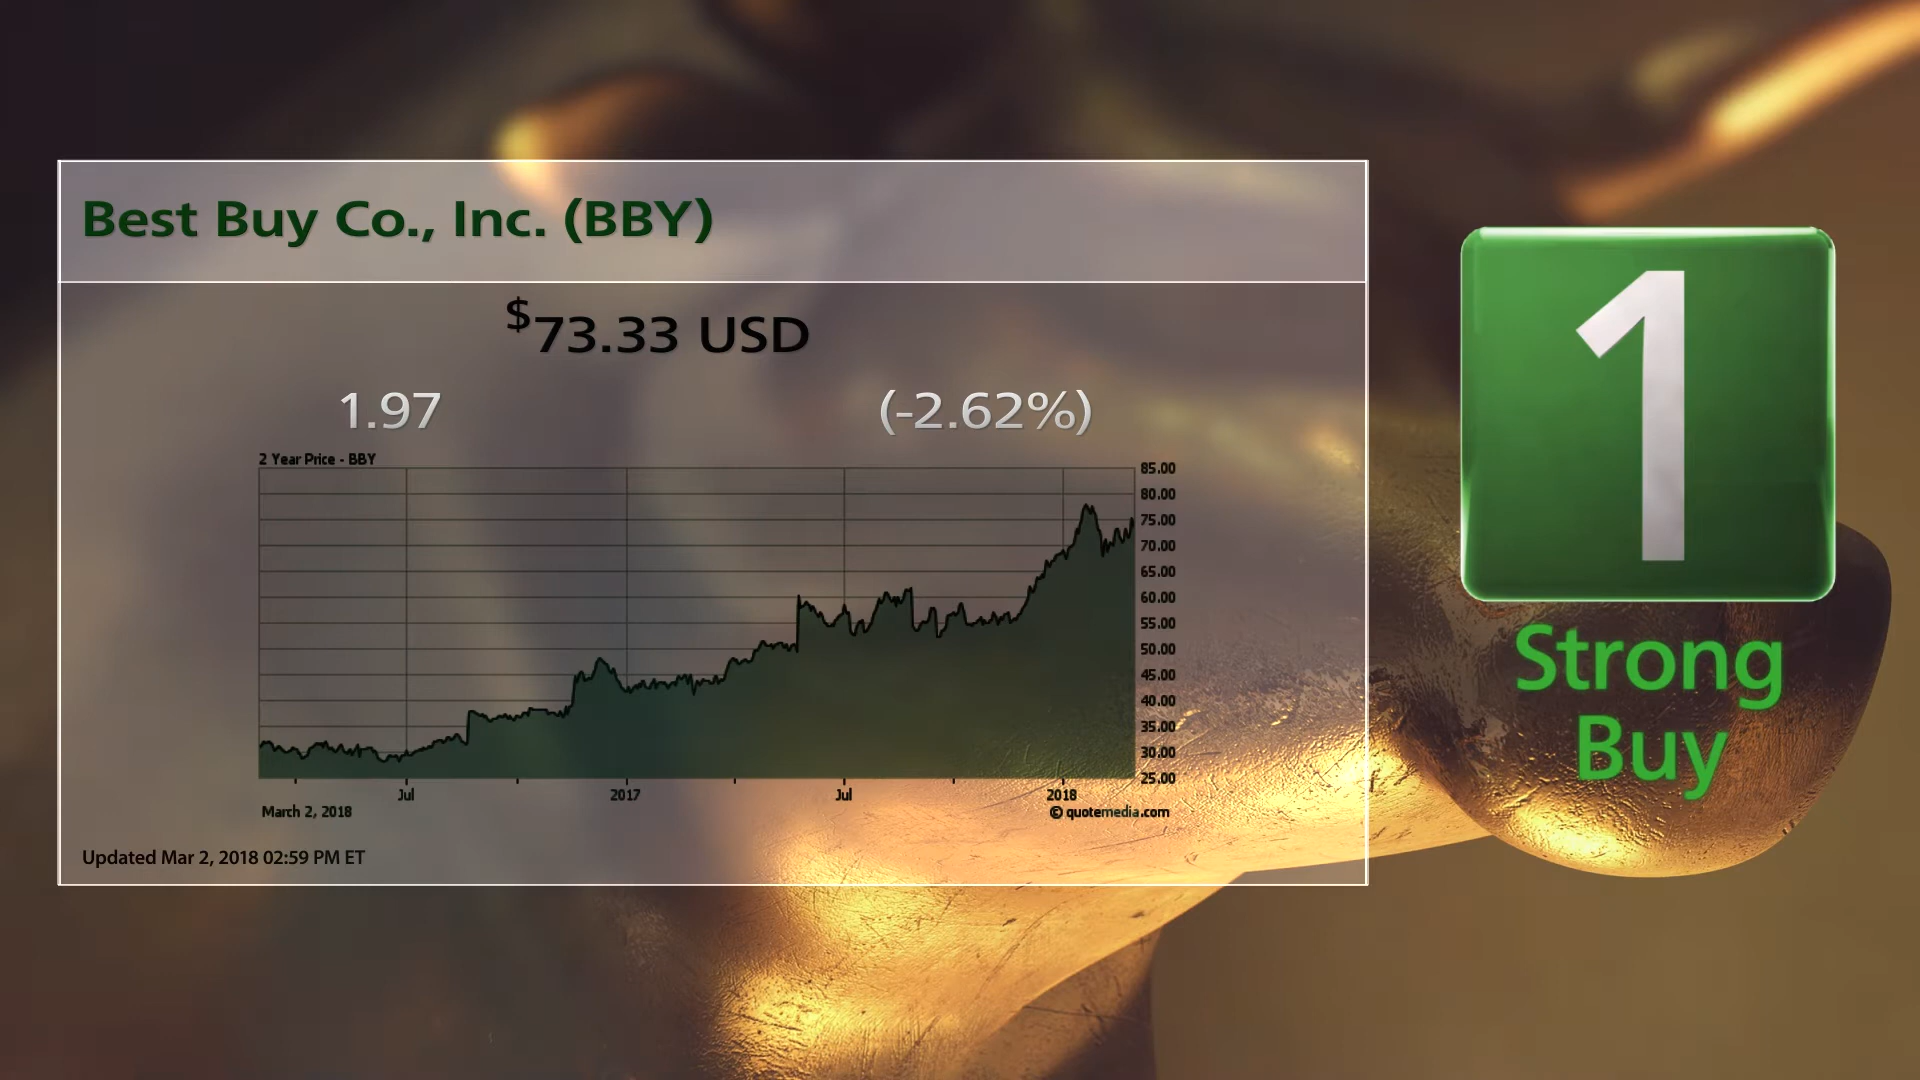 Best Buy Co., Inc. (BBY)
$73.33 USD
1.97 (-2.62%)
2 Year Price - BBY
85.00
80.00
75.00
70.00
65.00
60.00
55.00
50.00
45.00
40.00
35.00
30.00
25.00
Jul 2017 Jul 2018
March 2, 2018 © quotemedia.com
Updated Mar 2, 2018 02:59 PM ET
1
Strong
Buy